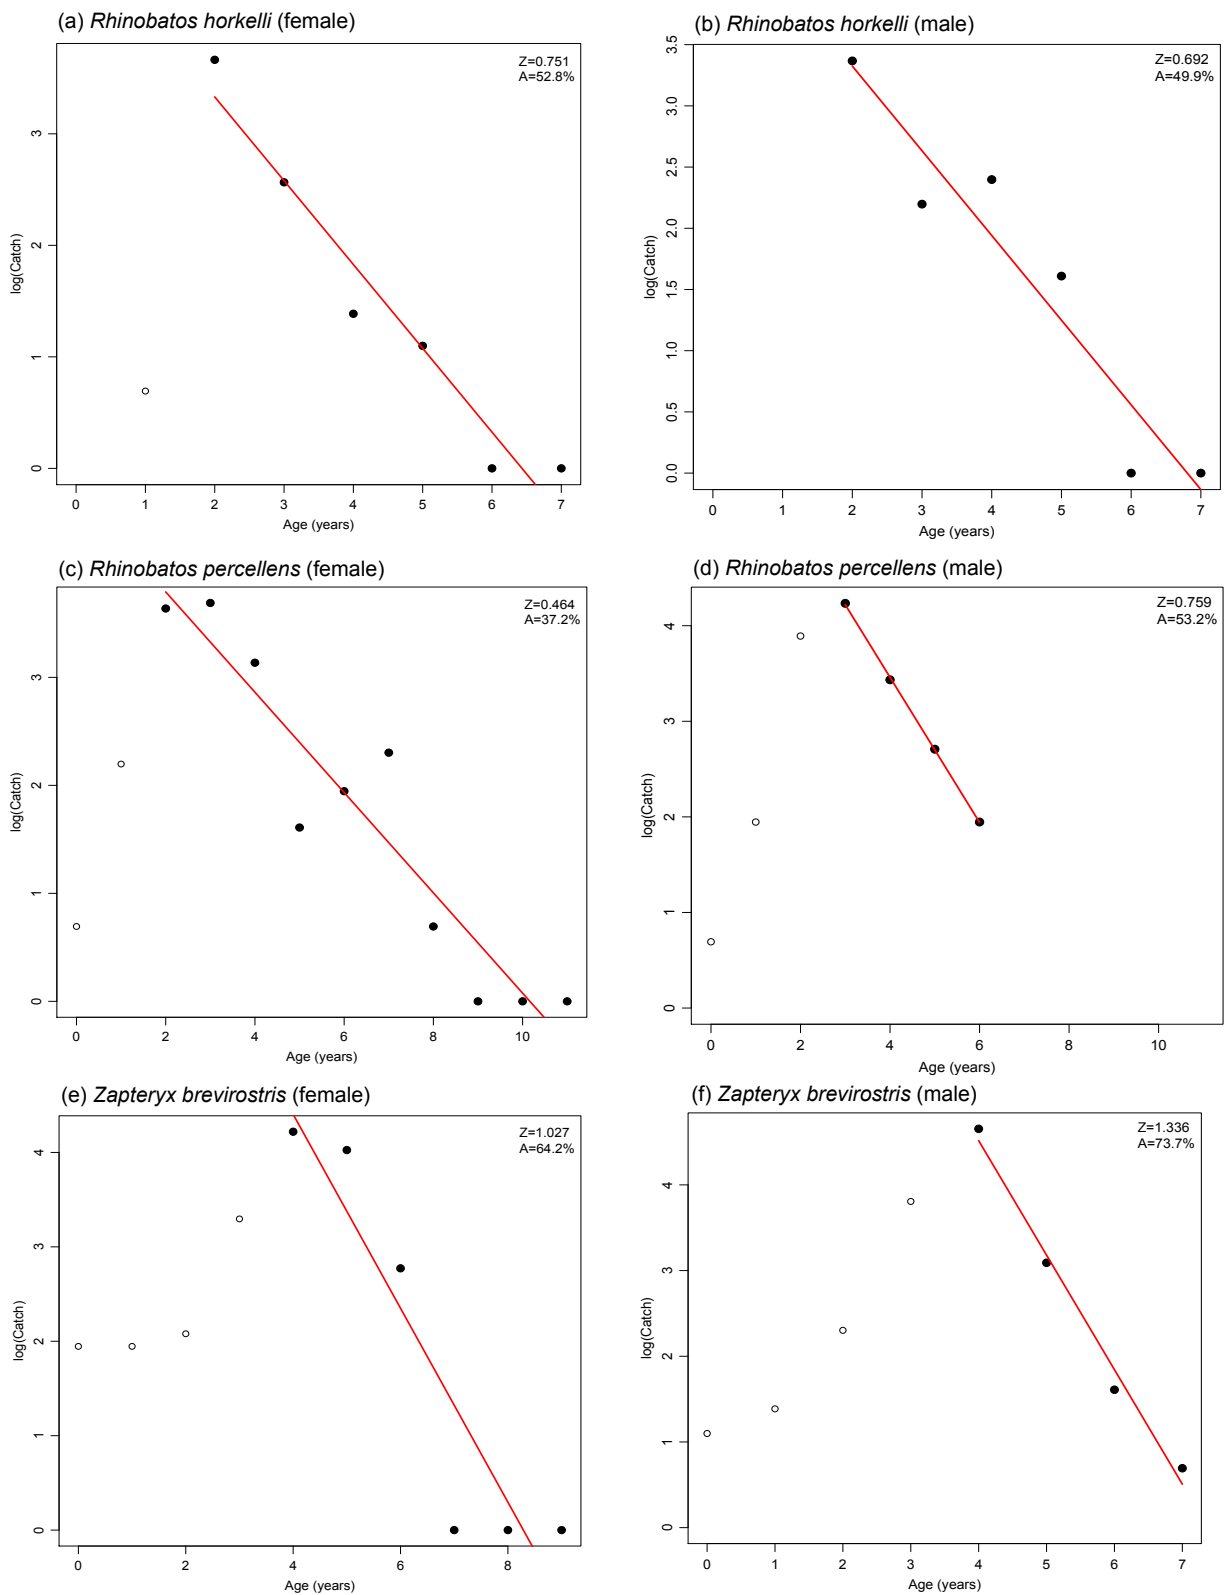 (a) Rhinobatos horkelli (female)
Z=0.751
A=52.8%
log(Catch)
3
2
1
0
0 1 2 3 4 5 6 7
Age (years)
(b) Rhinobatos horkelli (male)
Z=0.692
A=49.9%
log(Catch)
3.5
3.0
2.5
2.0
1.5
1.0
0.5
0.0
0 1 2 3 4 5 6 7
Age (years)
(c) Rhinobatos percellens (female)
Z=0.464
A=37.2%
log(Catch)
3
2
1
0
0 2 4 6 8 10
Age (years)
(d) Rhinobatos percellens (male)
Z=0.759
A=53.2%
log(Catch)
4
3
2
1
0
0 2 4 6 8 10
Age (years)
(e) Zapteryx brevirostris (female)
Z=1.027
A=64.2%
log(Catch)
4
3
2
1
0
0 2 4 6 8
Age (years)
(f) Zapteryx brevirostris (male)
Z=1.336
A=73.7%
log(Catch)
4
3
2
1
0
0 1 2 3 4 5 6 7
Age (years)